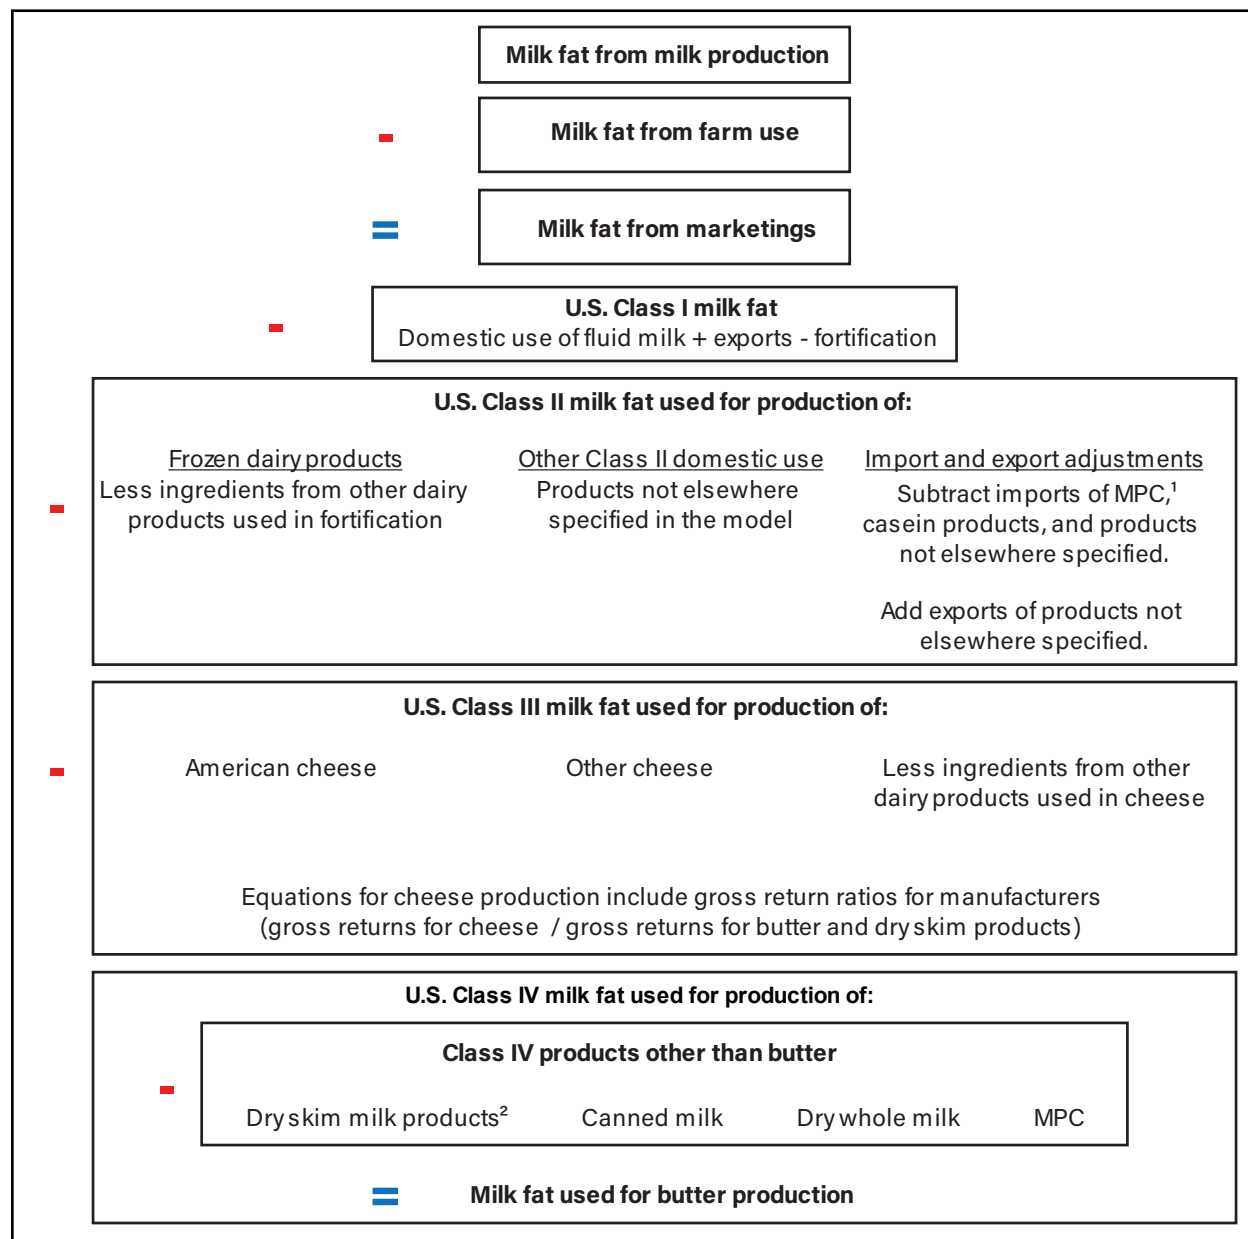 Milk fat from milk production
-
Milk fat from farm use
=
Milk fat from marketings
-
U.S. Class I milk fat
Domestic use of fluid milk + exports - fortification
U.S. Class II milk fat used for production of:
-
Frozen dairy products
Less ingredients from other dairy
products used in fortification
Other Class II domestic use
Products not elsewhere
specified in the model
Import and export adjustments
Subtract imports of MPC,¹
casein products, and products
not elsewhere specified.
Add exports of products not
elsewhere specified.
U.S. Class III milk fat used for production of:
-
American cheese
Other cheese
Less ingredients from other
dairy products used in cheese
Equations for cheese production include gross return ratios for manufacturers
(gross returns for cheese / gross returns for butter and dry skim products)
U.S. Class IV milk fat used for production of:
-
Class IV products other than butter
Dry skim milk products²
Canned milk
Dry whole milk
MPC
=
Milk fat used for butter production